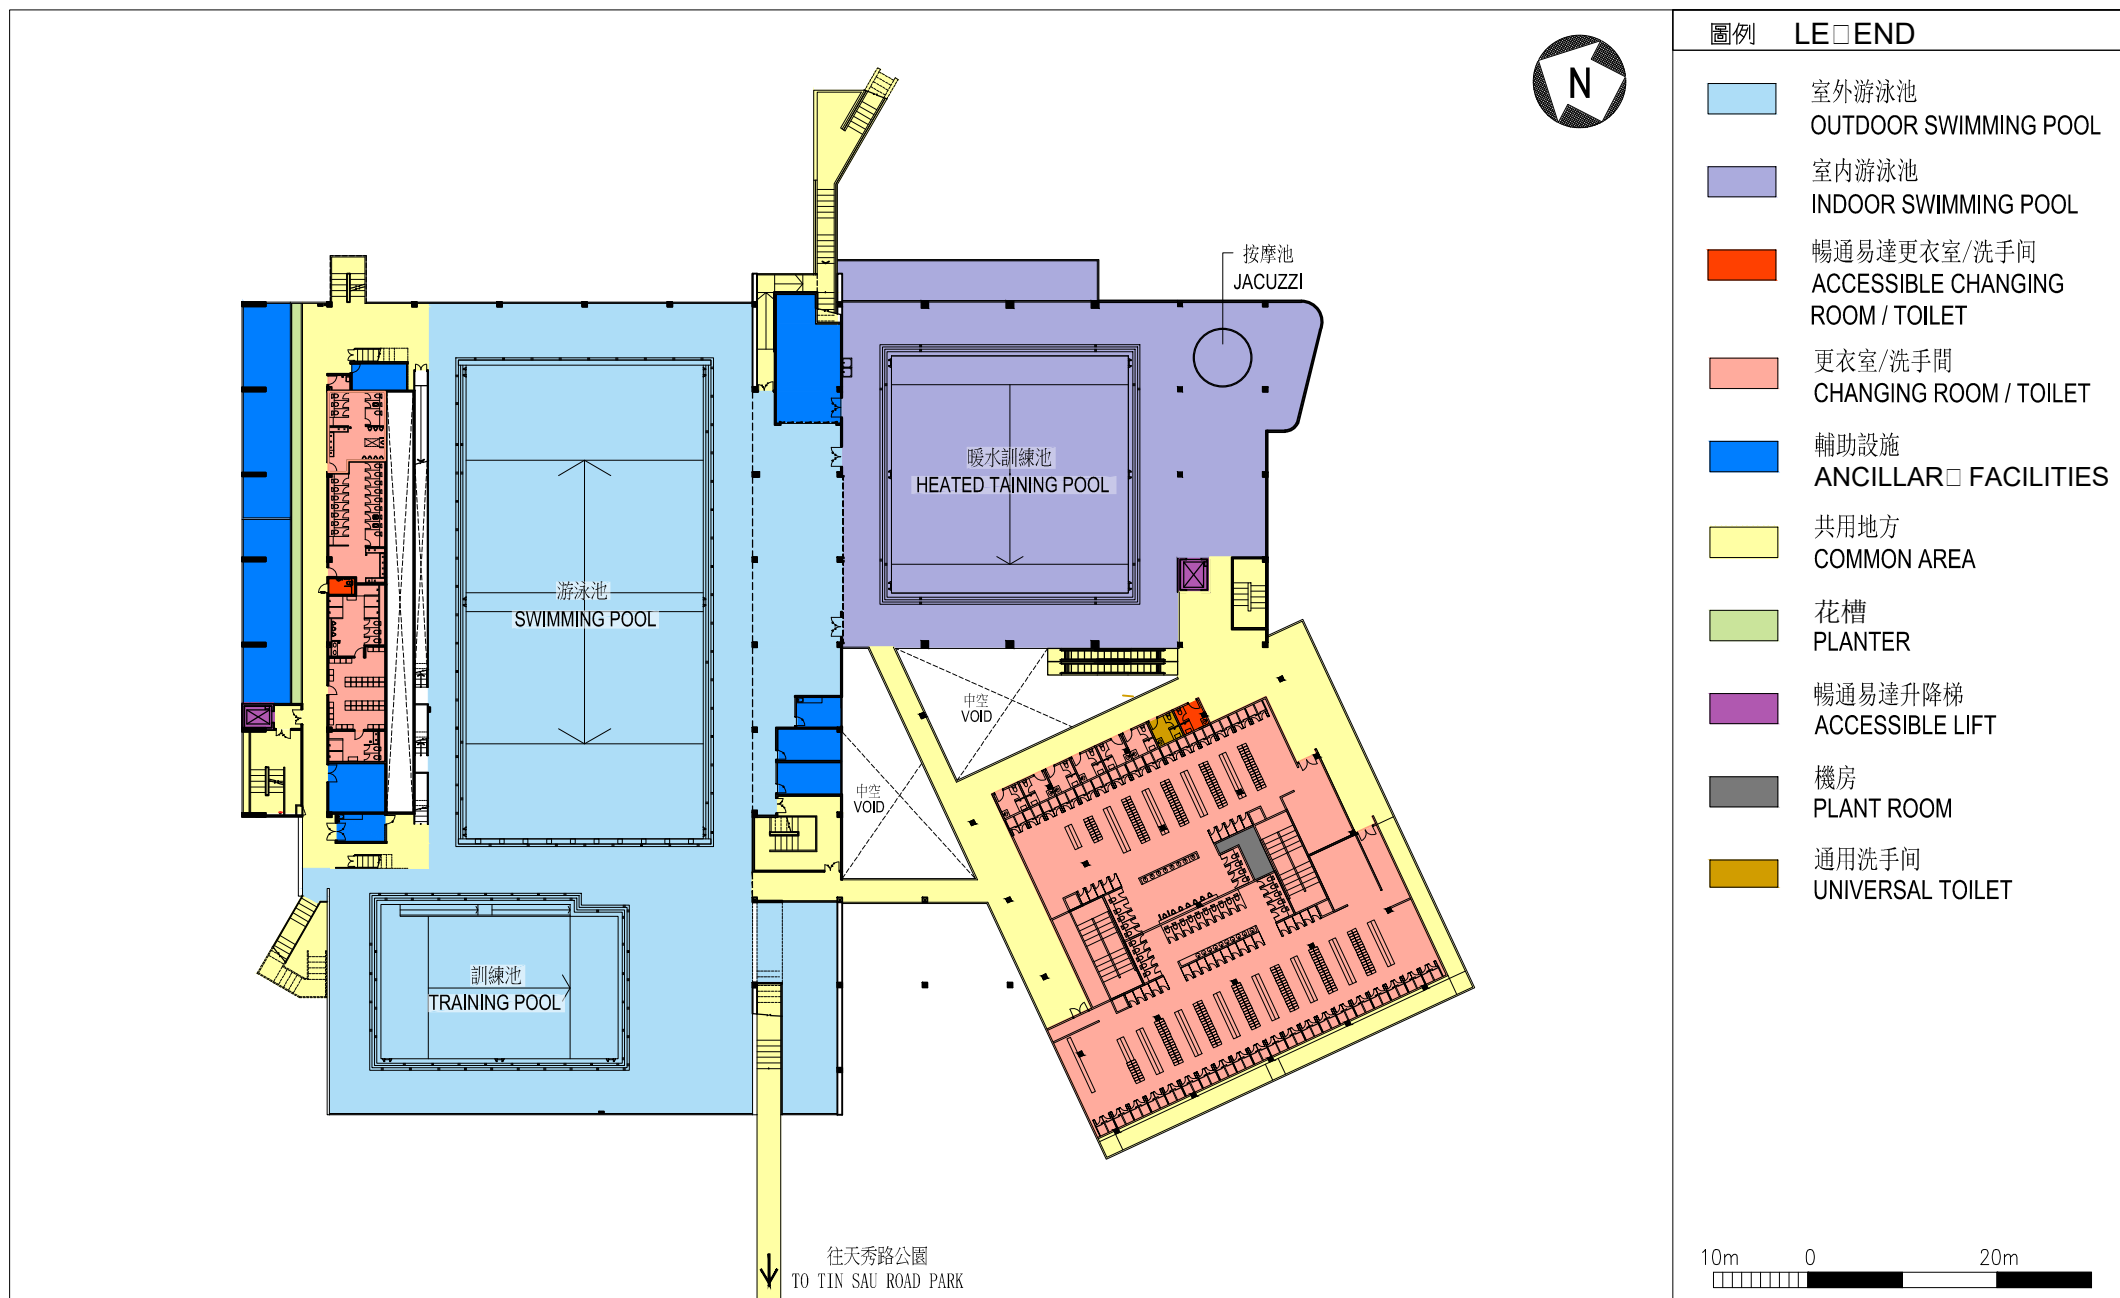 圖例 LE□END
N
室外游泳池
OUTDOOR SWIMMING POOL
室內游泳池
INDOOR SWIMMING POOL
暢通易達更衣室/洗手间
ACCESSIBLE CHANGING
ROOM / TOILET
更衣室/洗手間
CHANGING ROOM / TOILET
輔助設施
ANCILLAR□ FACILITIES
共用地方
COMMON AREA
花槽
PLANTER
暢通易達升降梯
ACCESSIBLE LIFT
機房
PLANT ROOM
通用洗手间
UNIVERSAL TOILET
10m 0 20m
按摩池
JACUZZI
暖水訓練池
HEATED TAINING POOL
游泳池
SWIMMING POOL
中空
VOID
中空
VOID
訓練池
TRAINING POOL
往天秀路公園
TO TIN SAU ROAD PARK